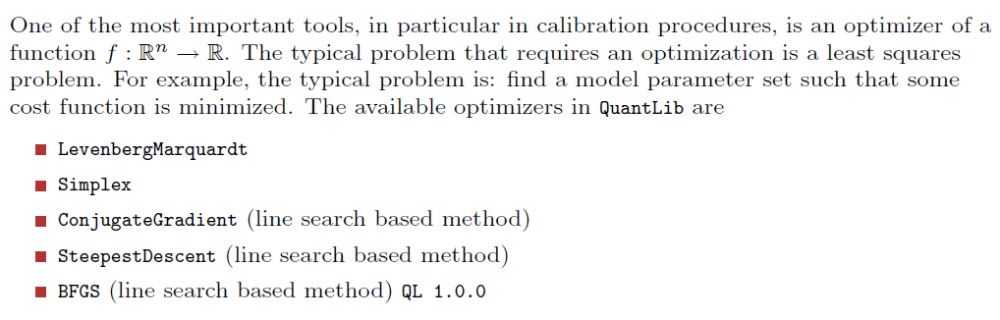 One of the most important tools, in particular in calibration procedures, is an optimizer of a
function f : ℝⁿ → ℝ. The typical problem that requires an optimization is a least squares
problem. For example, the typical problem is: find a model parameter set such that some
cost function is minimized. The available optimizers in QuantLib are
■ LevenbergMarquardt
■ Simplex
■ ConjugateGradient (line search based method)
■ SteepestDescent (line search based method)
■ BFGS (line search based method) QL 1.0.0